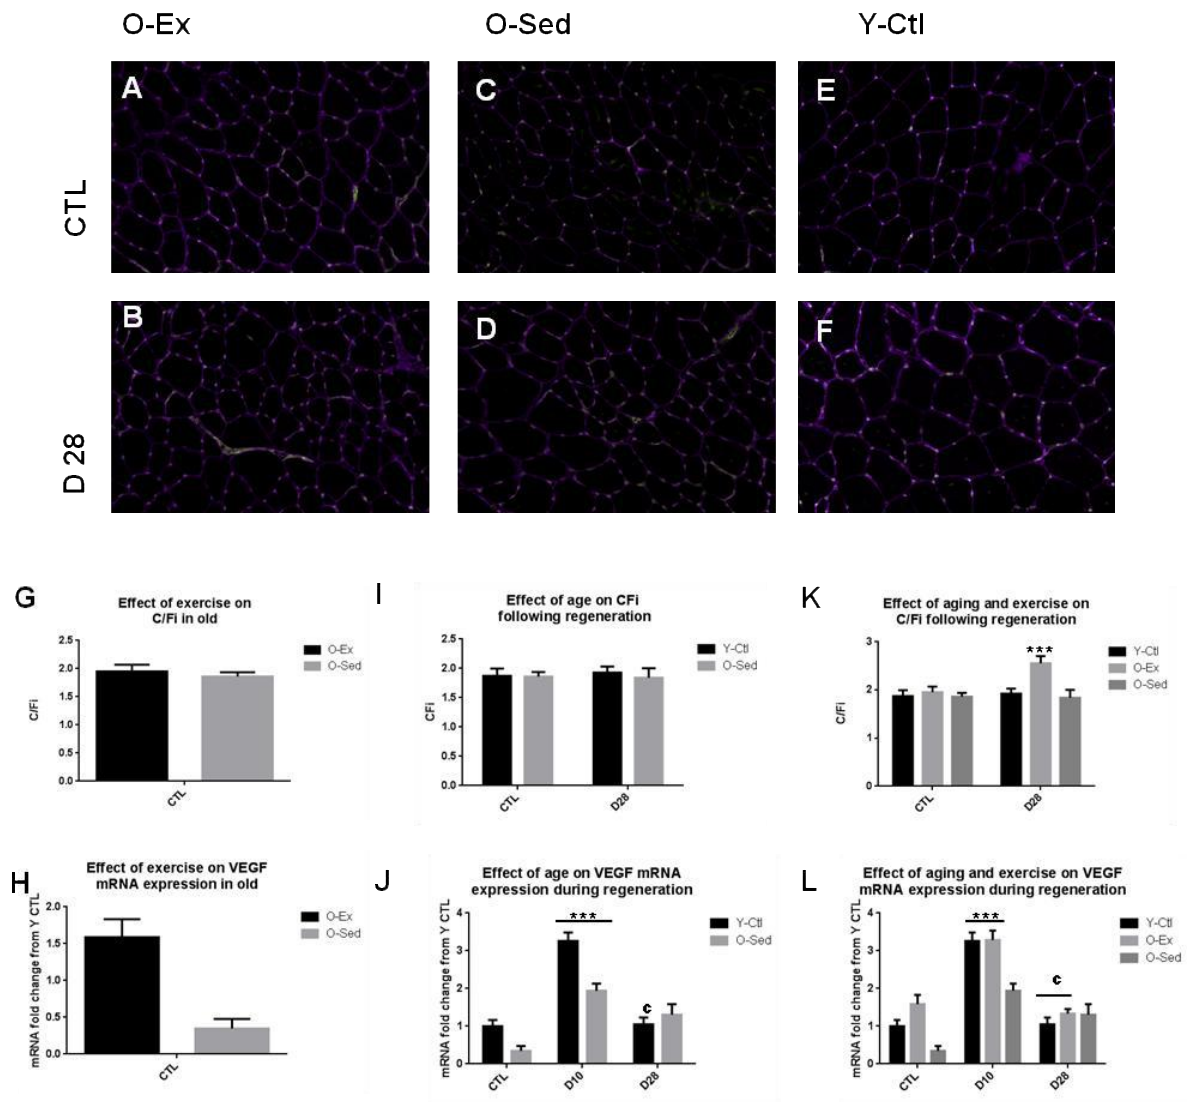 O-Ex
O-Sed
Y-Ctl
CTL
A
C
E
D 28
B
D
F
G
Effect of exercise on
C/Fi in old
C/Fi
2.5
2.0
1.5
1.0
0.5
0.0
CTL
O-Ex
O-Sed
I
Effect of age on CFi
following regeneration
CFi
2.5
2.0
1.5
1.0
0.5
0.0
CTL
D28
Y-Ctl
O-Sed
K
Effect of aging and exercise on
C/Fi following regeneration
C/Fi
3
2
1
0
***
CTL
D28
Y-Ctl
O-Ex
O-Sed
H
Effect of exercise on VEGF
mRNA expression in old
mRNA fold change from Y CTL
2.0
1.5
1.0
0.5
0.0
CTL
O-Ex
O-Sed
J
Effect of age on VEGF mRNA
expression during regeneration
mRNA fold change from Y CTL
4
3
2
1
0
***
¢
CTL
D10
D28
Y-Ctl
O-Sed
L
Effect of aging and exercise on VEGF
mRNA expression during regeneration
mRNA fold change from Y CTL
4
3
2
1
0
***
¢
CTL
D10
D28
Y-Ctl
O-Ex
O-Sed